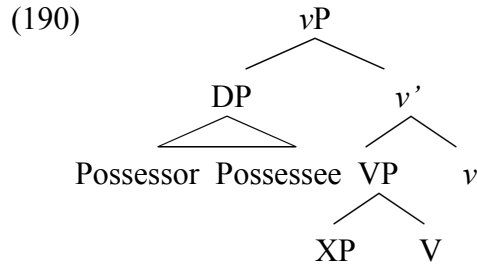 (190) vP
DP v’
Possessor Possessee VP v
XP V